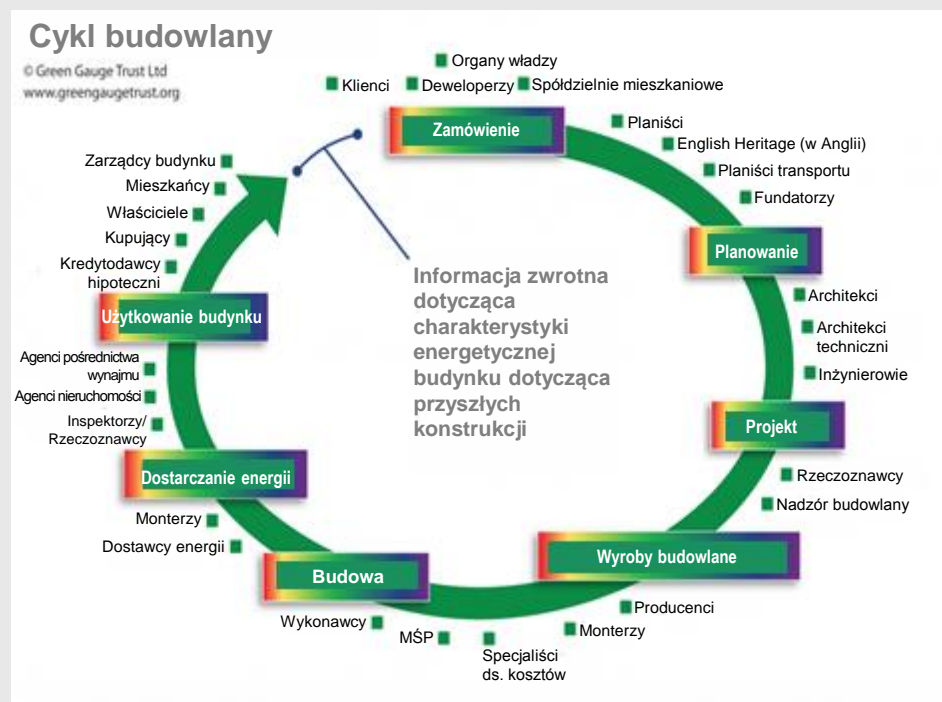 Cykl budowlany
© Green Gauge Trust Ltd
www.greengaugetrust.org
Organy władzy
Klienci
Deweloperzy
Spółdzielnie mieszkaniowe
Zamówienie
Planiści
English Heritage (w Anglii)
Planiści transportu
Fundatorzy
Planowanie
Architekci
Architekci
techniczni
Inżynierowie
Projekt
Rzeczoznawcy
Nadzór budowlany
Wyroby budowlane
Producenci
Monterzy
Specjaliści
ds. kosztów
MŚP
Wykonawcy
Budowa
Dostawcy energii
Monterzy
Dostarczanie energii
Inspektorzy/
Rzeczoznawcy
Agenci nieruchomości
Agenci pośrednictwa
wynajmu
Użytkowanie budynku
Kredytodawcy
hipoteczni
Kupujący
Właściciele
Mieszkańcy
Zarządcy budynku
Informacja zwrotna
dotycząca
charakterystyki
energetycznej
budynku dotycząca
przyszłych
konstrukcji